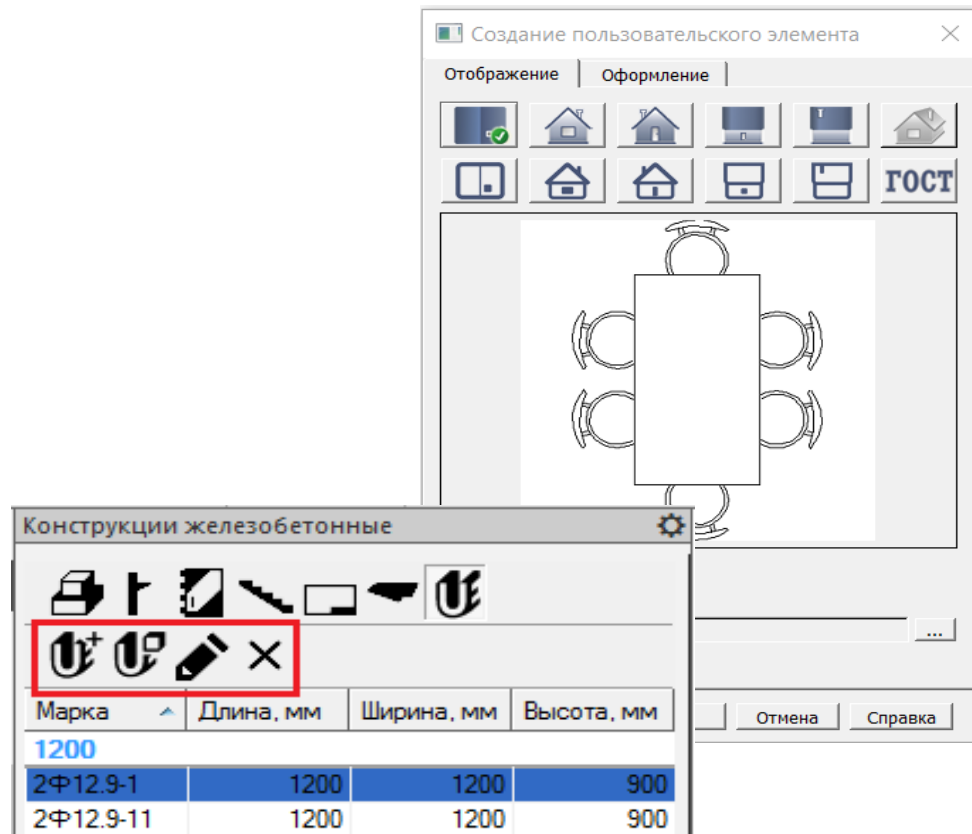 Создание пользовательского элемента
Отображение Оформление
ГОСТ
...
Отмена Справка
Конструкции железобетонные
Марка Длина, мм Ширина, мм Высота, мм
1200
2Ф12.9-1 1200 1200 900
2Ф12.9-11 1200 1200 900